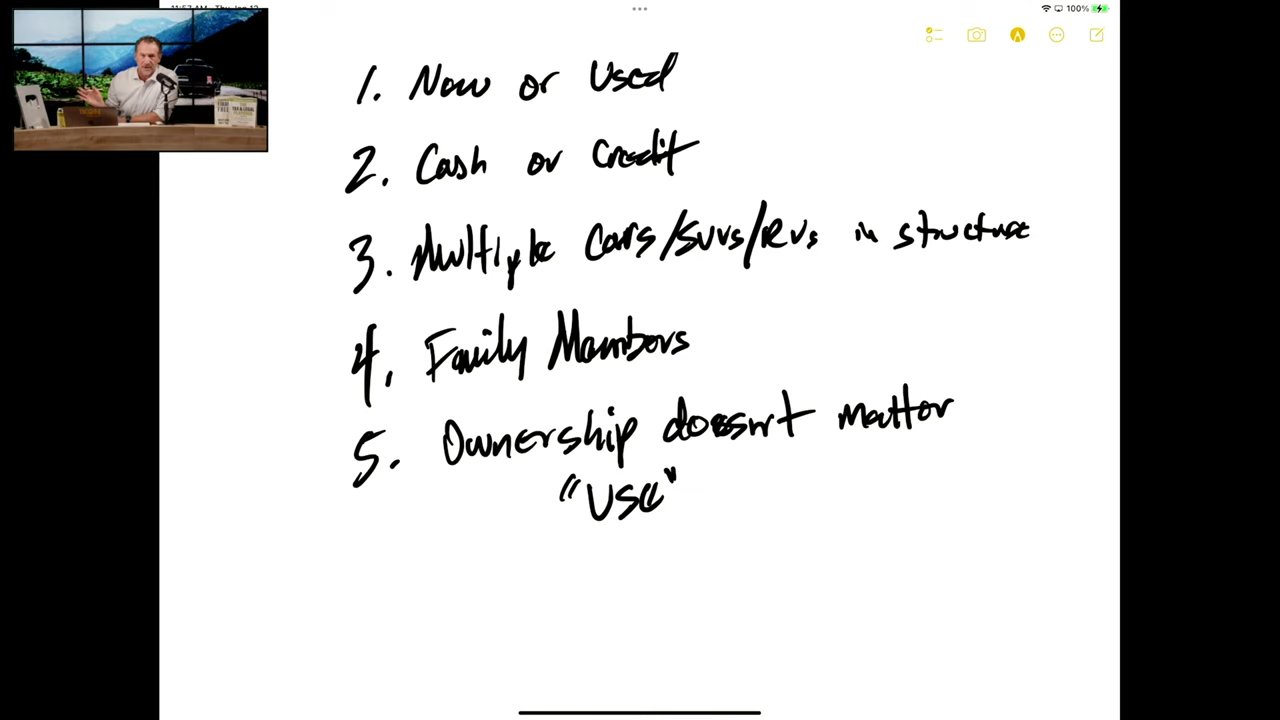 100%
1. New or Used
2. Cash or Credit
3. Multiple Cars/SUVs/RVs in structure
4. Family Members
5. Ownership doesn't matter
"USE"